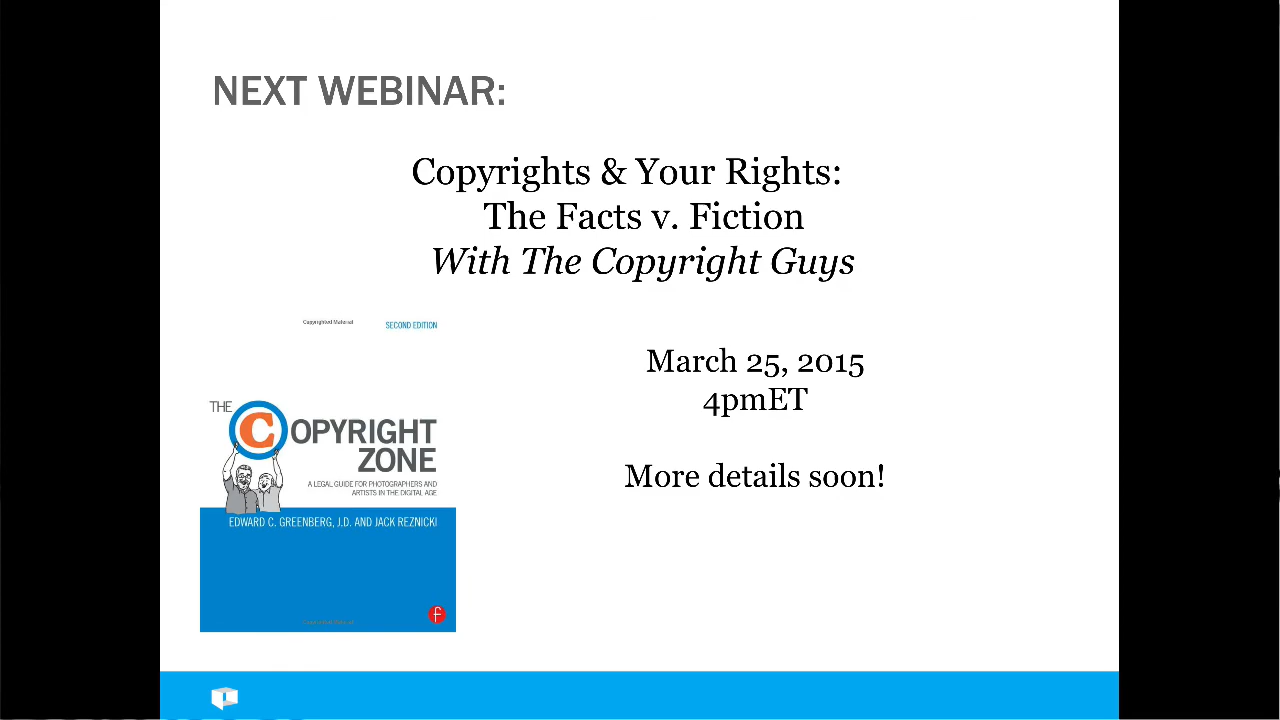 NEXT WEBINAR:
Copyrights & Your Rights:
The Facts v. Fiction
With The Copyright Guys
Copyrighted Material
SECOND EDITION
March 25, 2015
4pmET
More details soon!
THE COPYRIGHT
ZONE
A LEGAL GUIDE FOR PHOTOGRAPHERS AND
ARTISTS IN THE DIGITAL AGE
EDWARD C. GREENBERG, J.D. AND JACK REZNICKI
f